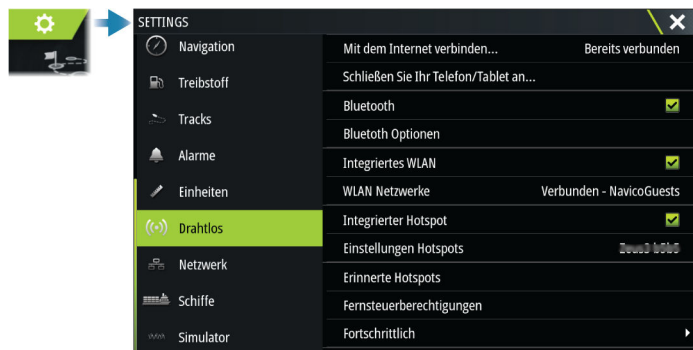 SETTINGS
Navigation
Treibstoff
Tracks
Alarme
Einheiten
Drahtlos
Netzwerk
Schiffe
Simulator
Mit dem Internet verbinden... Bereits verbunden
Schließen Sie Ihr Telefon/Tablet an...
Bluetooth
Bluetoth Optionen
Integriertes WLAN
WLAN Netzwerke Verbunden - NavicoGuests
Integrierter Hotspot
Einstellungen Hotspots
Erinnerte Hotspots
Fernsteuerberechtigungen
Fortschrittlich